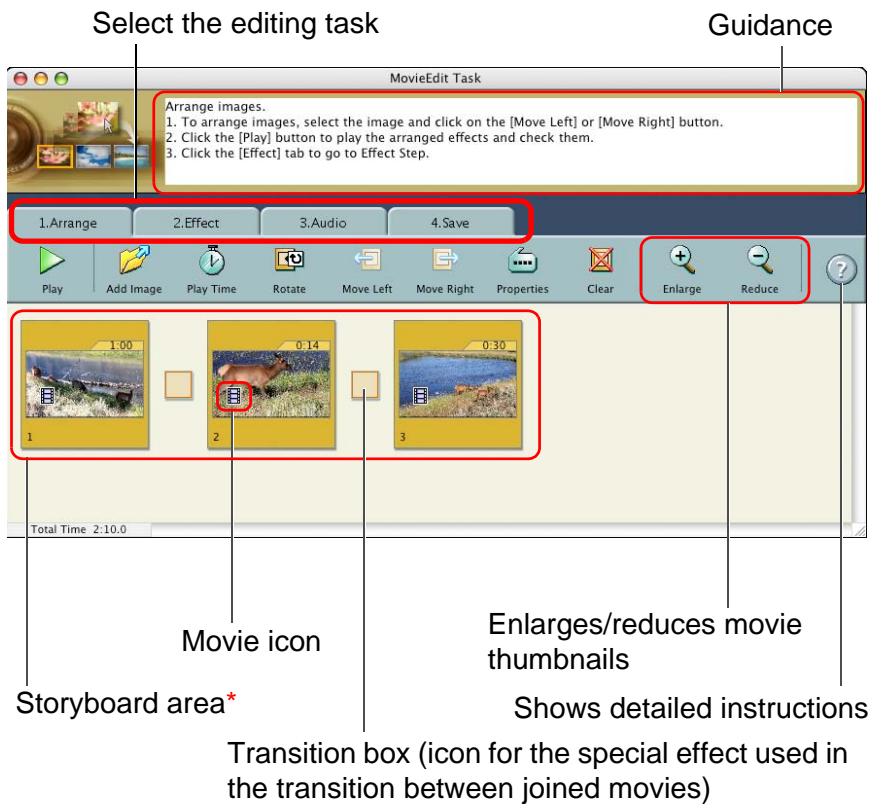 Select the editing task
Guidance
MovieEdit Task
Arrange images.
1. To arrange images, select the image and click on the [Move Left] or [Move Right] button.
2. Click the [Play] button to play the arranged effects and check them.
3. Click the [Effect] tab to go to Effect Step.
1.Arrange 2.Effect 3.Audio 4.Save
Play Add Image Play Time Rotate Move Left Move Right Properties Clear Enlarge Reduce ?
1:00 0:14 0:30
1 2 3
Total Time 2:10.0
Movie icon
Enlarges/reduces movie
thumbnails
Storyboard area*
Shows detailed instructions
Transition box (icon for the special effect used in
the transition between joined movies)